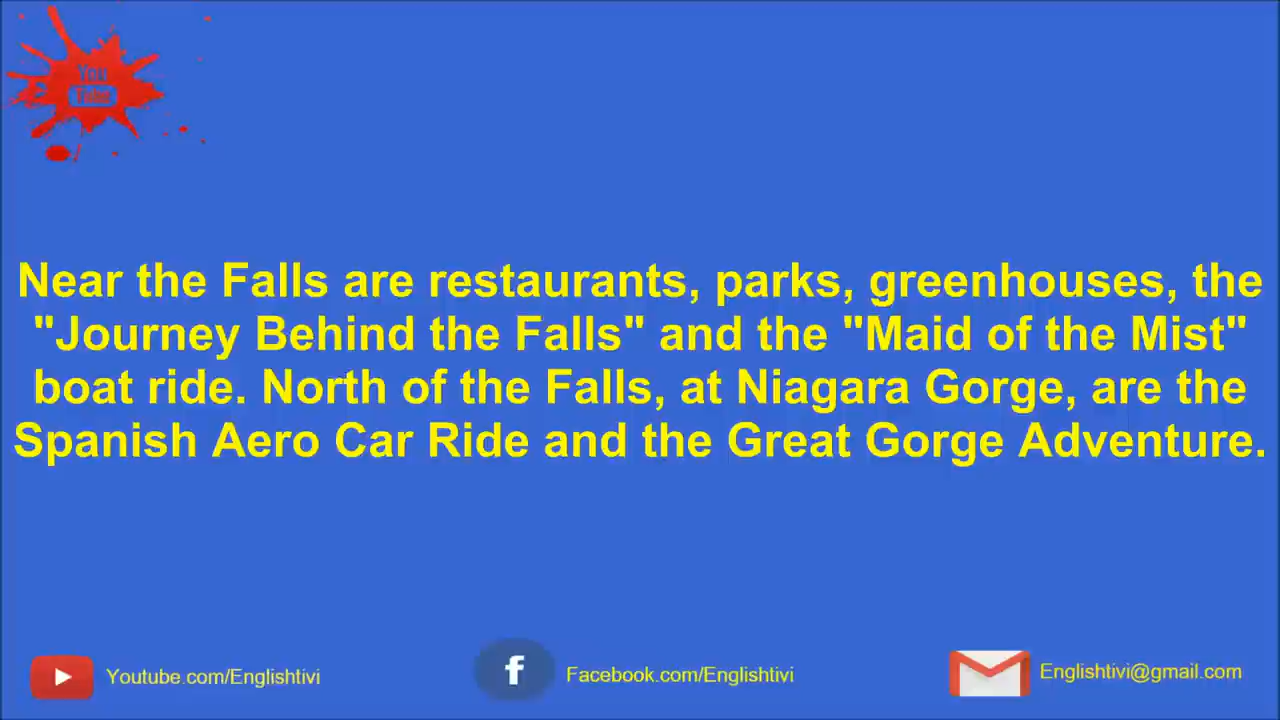 You
Tube
Near the Falls are restaurants, parks, greenhouses, the
"Journey Behind the Falls" and the "Maid of the Mist"
boat ride. North of the Falls, at Niagara Gorge, are the
Spanish Aero Car Ride and the Great Gorge Adventure.
Youtube.com/Englishtivi
f
Facebook.com/Englishtivi
Englishtivi@gmail.com